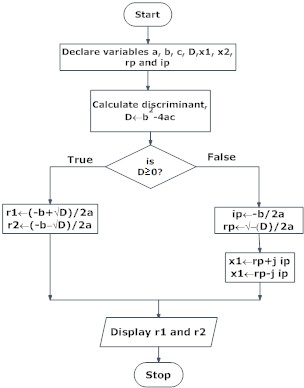 Start
Declare variables a, b, c, D,x1, x2,
rp and ip
Calculate discriminant,
D←b²-4ac
True
is
D≥0?
False
r1←(-b+√D)/2a
r2←(-b-√D)/2a
ip←-b/2a
rp←√-(D)/2a
x1←rp+j ip
x1←rp-j ip
Display r1 and r2
Stop